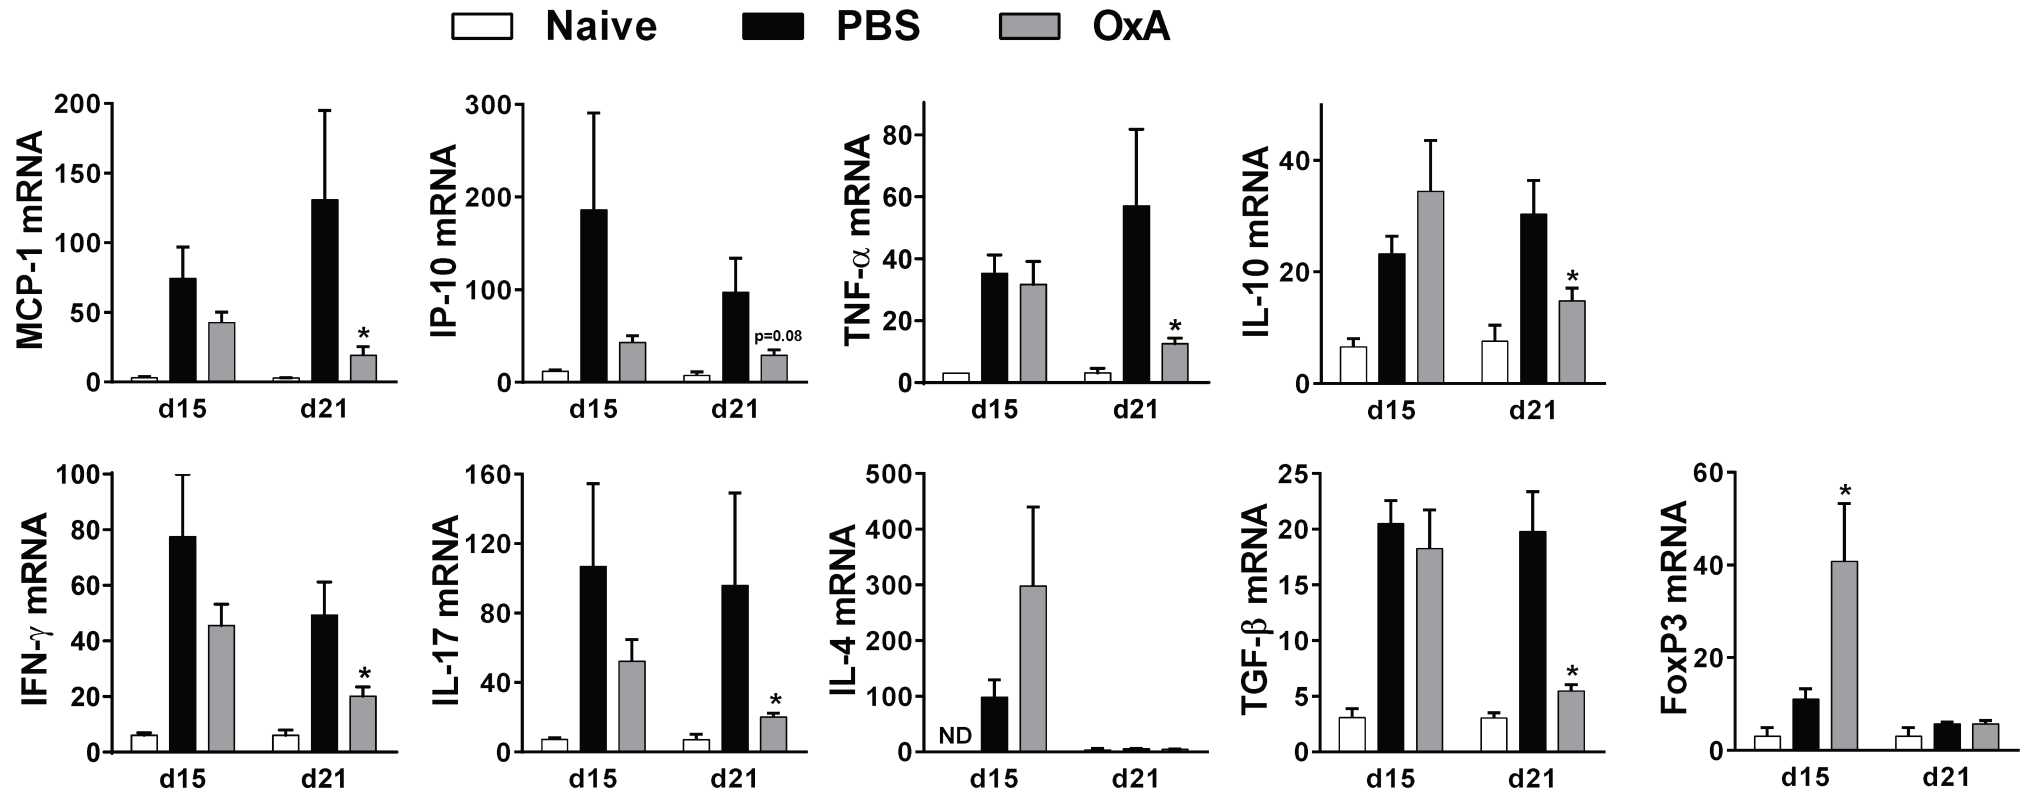 Naive PBS OxA
MCP-1 mRNA
200
150
100
50
0
*
d15 d21
IP-10 mRNA
300
200
100
0
p=0.08
d15 d21
TNF-α mRNA
80
60
40
20
0
*
d15 d21
IL-10 mRNA
40
20
0
*
d15 d21
IFN-γ mRNA
100
80
60
40
20
0
*
d15 d21
IL-17 mRNA
160
120
80
40
0
*
d15 d21
IL-4 mRNA
500
400
300
200
100
0
ND
d15 d21
TGF-β mRNA
25
20
15
10
5
0
*
d15 d21
FoxP3 mRNA
60
40
20
0
*
d15 d21